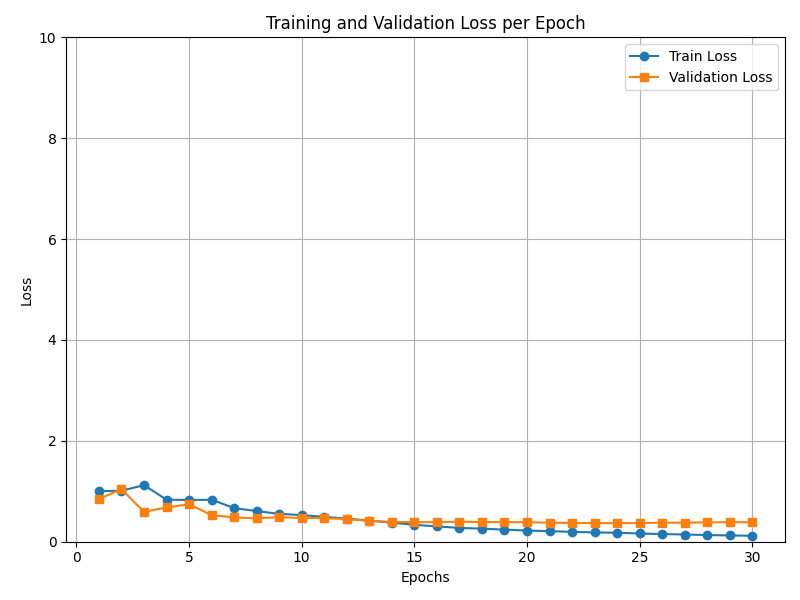 Training and Validation Loss per Epoch
Train Loss
Validation Loss
Loss
10
8
6
4
2
0
0 5 10 15 20 25 30
Epochs